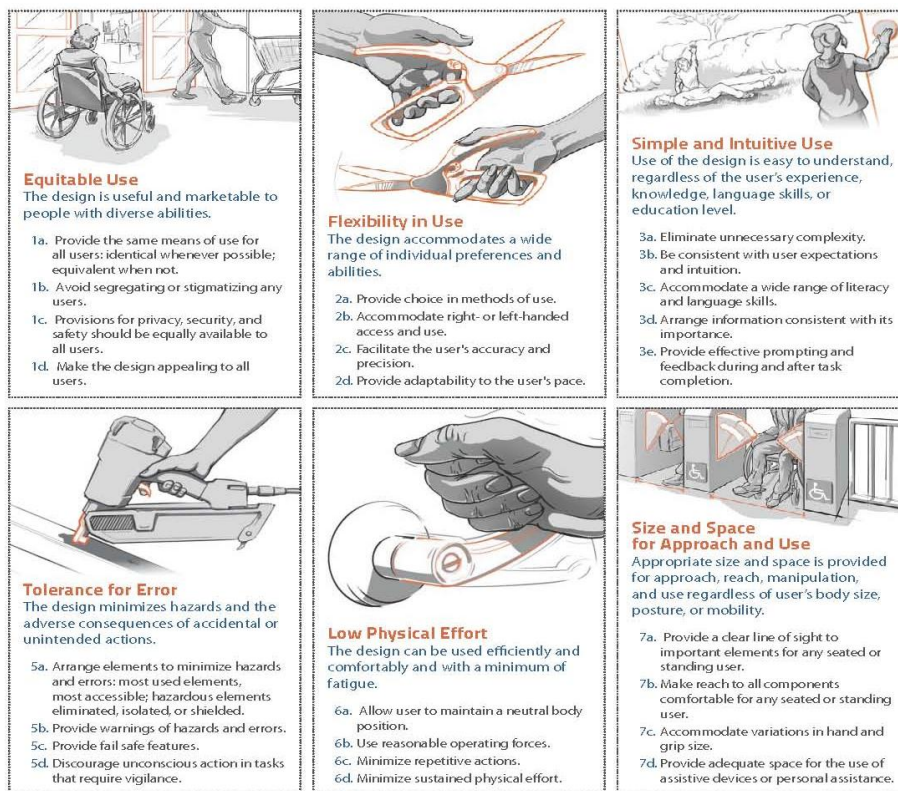 Equitable Use
The design is useful and marketable to
people with diverse abilities.
1a. Provide the same means of use for
all users: identical whenever possible;
equivalent when not.
1b. Avoid segregating or stigmatizing any
users.
1c. Provisions for privacy, security, and
safety should be equally available to
all users.
1d. Make the design appealing to all
users.
Flexibility in Use
The design accommodates a wide
range of individual preferences and
abilities.
2a. Provide choice in methods of use.
2b. Accommodate right- or left-handed
access and use.
2c. Facilitate the user's accuracy and
precision.
2d. Provide adaptability to the user's pace.
Simple and Intuitive Use
Use of the design is easy to understand,
regardless of the user's experience,
knowledge, language skills, or
education level.
3a. Eliminate unnecessary complexity.
3b. Be consistent with user expectations
and intuition.
3c. Accommodate a wide range of literacy
and language skills.
3d. Arrange information consistent with its
importance.
3e. Provide effective prompting and
feedback during and after task
completion.
Tolerance for Error
The design minimizes hazards and the
adverse consequences of accidental or
unintended actions.
5a. Arrange elements to minimize hazards
and errors: most used elements,
most accessible; hazardous elements
eliminated, isolated, or shielded.
5b. Provide warnings of hazards and errors.
5c. Provide fail safe features.
5d. Discourage unconscious action in tasks
that require vigilance.
Low Physical Effort
The design can be used efficiently and
comfortably and with a minimum of
fatigue.
6a. Allow user to maintain a neutral body
position.
6b. Use reasonable operating forces.
6c. Minimize repetitive actions.
6d. Minimize sustained physical effort.
Size and Space
for Approach and Use
Appropriate size and space is provided
for approach, reach, manipulation,
and use regardless of user's body size,
posture, or mobility.
7a. Provide a clear line of sight to
important elements for any seated or
standing user.
7b. Make reach to all components
comfortable for any seated or standing
user.
7c. Accommodate variations in hand and
grip size.
7d. Provide adequate space for the use of
assistive devices or personal assistance.